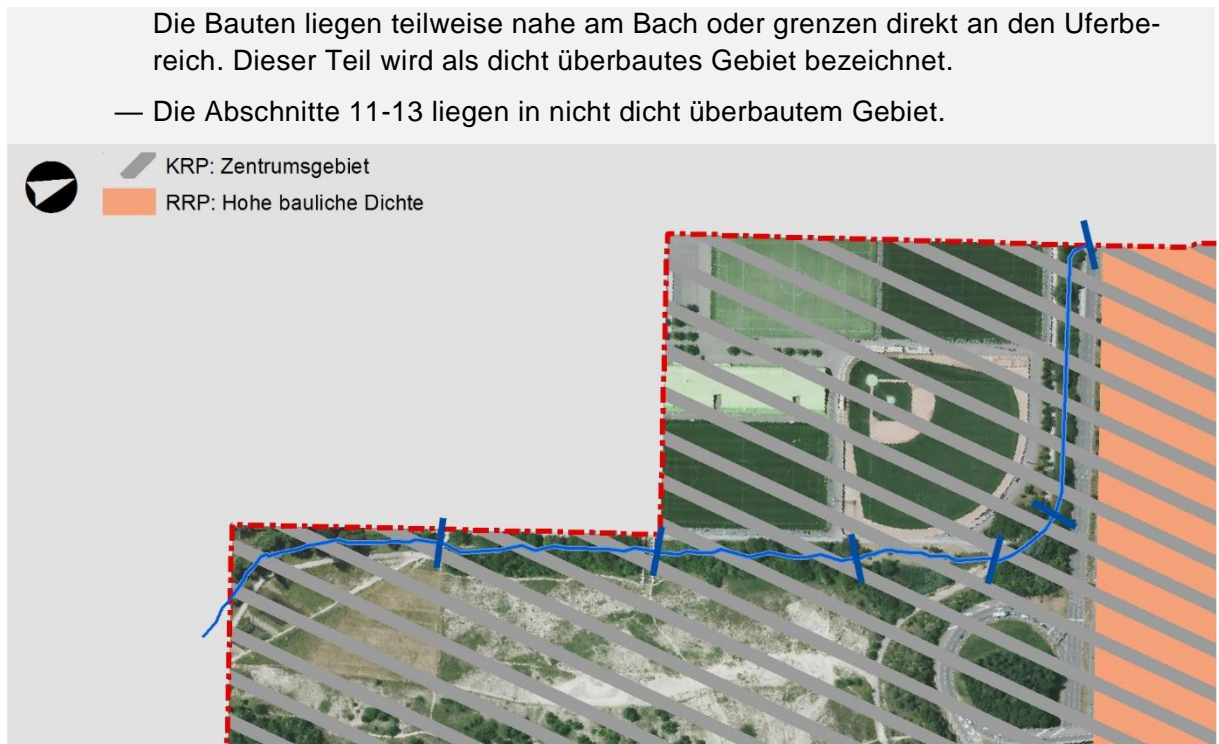 Die Bauten liegen teilweise nahe am Bach oder grenzen direkt an den Uferbe-
reich. Dieser Teil wird als dicht überbautes Gebiet bezeichnet.
— Die Abschnitte 11-13 liegen in nicht dicht überbautem Gebiet.
KRP: Zentrumsgebiet
RRP: Hohe bauliche Dichte